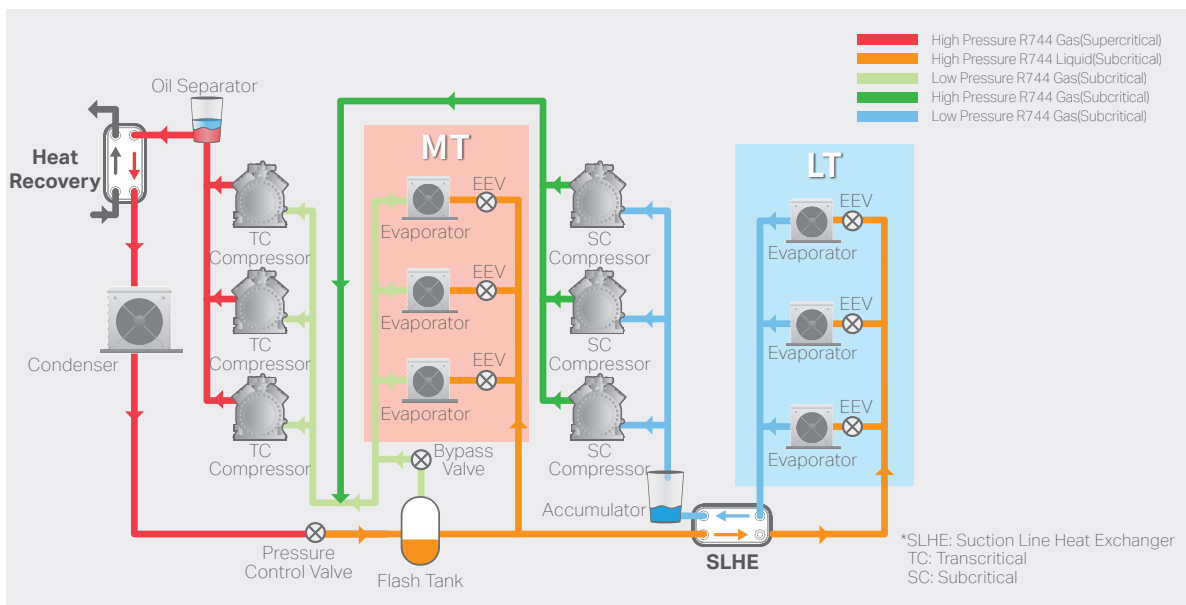 High Pressure R744 Gas(Supercritical)
High Pressure R744 Liquid(Subcritical)
Low Pressure R744 Gas(Subcritical)
High Pressure R744 Gas(Subcritical)
Low Pressure R744 Gas(Subcritical)
Oil Separator
Heat
Recovery
Condenser
TC
Compressor
TC
Compressor
TC
Compressor
MT
EEV
Evaporator
EEV
Evaporator
EEV
Evaporator
Bypass
Valve
SC
Compressor
SC
Compressor
SC
Compressor
LT
EEV
Evaporator
EEV
Evaporator
EEV
Evaporator
Accumulator
SLHE
Pressure
Control Valve
Flash Tank
*SLHE: Suction Line Heat Exchanger
TC: Transcritical
SC: Subcritical